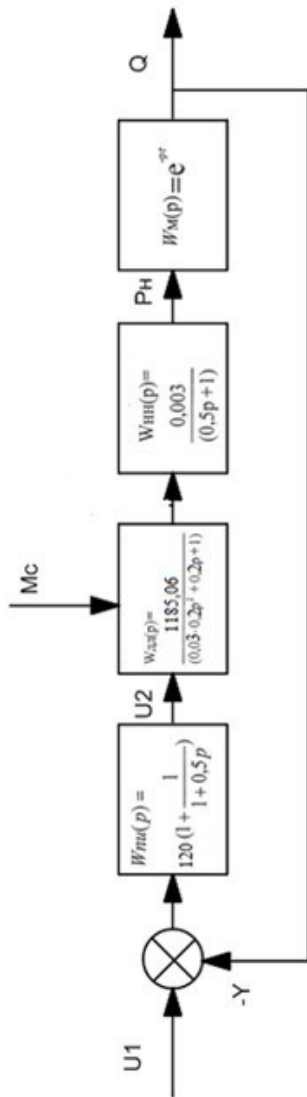 U1
-Y
Wпи(p) =
120 (1+ 1
1+0,5p )
U2
Mc
Wдд(p)=
1185,06
(0,03·0,2p² +0,2p+1)
Wнн(p)=
0,003
(0,5p+1)
Pн
Wм(p)=e^-pτ
Q